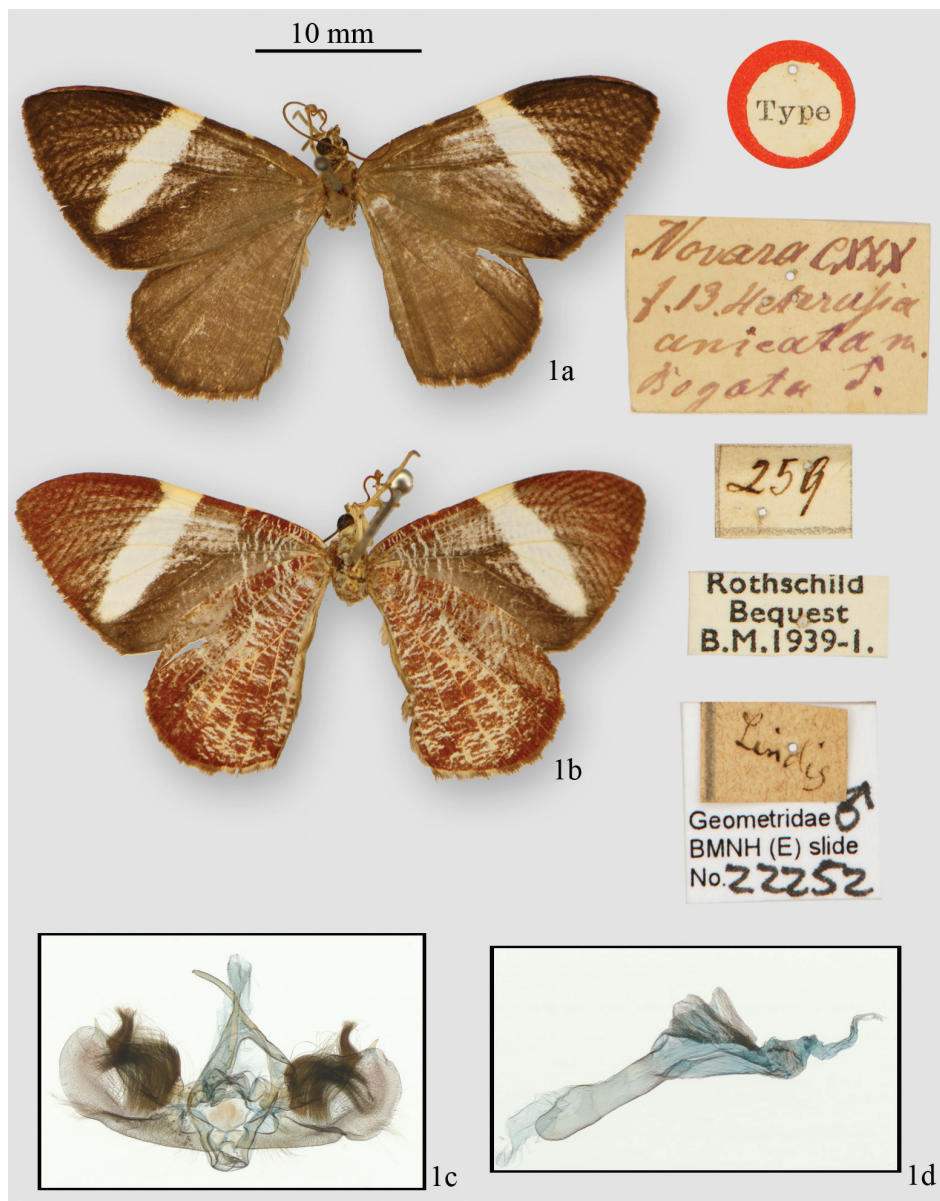 10 mm
Type
Novara CXXX
f. 13. Heterusia
unicata m.
Bogota
1a
259
Rothschild
Bequest
B.M.1939-1.
1b
Lindig
Geometridae ♂
BMNH (E) slide
No. 22252
1c
1d